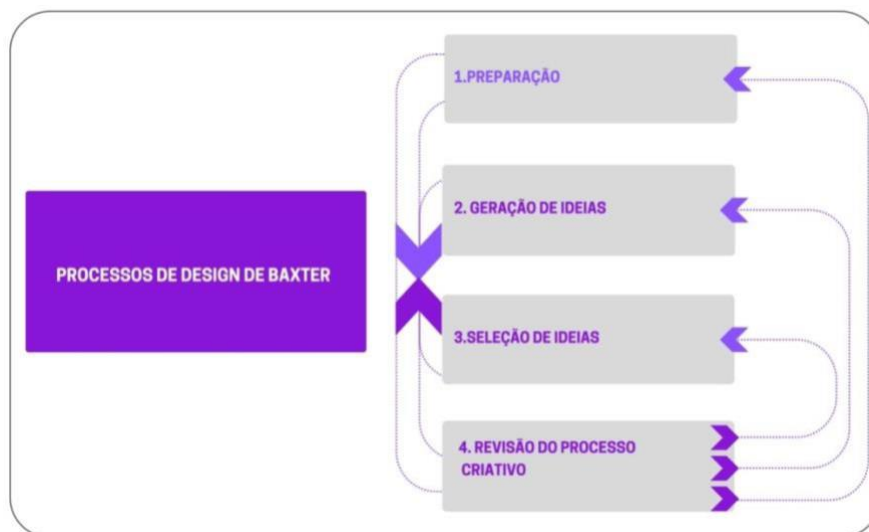 1.PREPARAÇÃO
2. GERAÇÃO DE IDEIAS
PROCESSOS DE DESIGN DE BAXTER
3.SELEÇÃO DE IDEIAS
4. REVISÃO DO PROCESSO
CRIATIVO